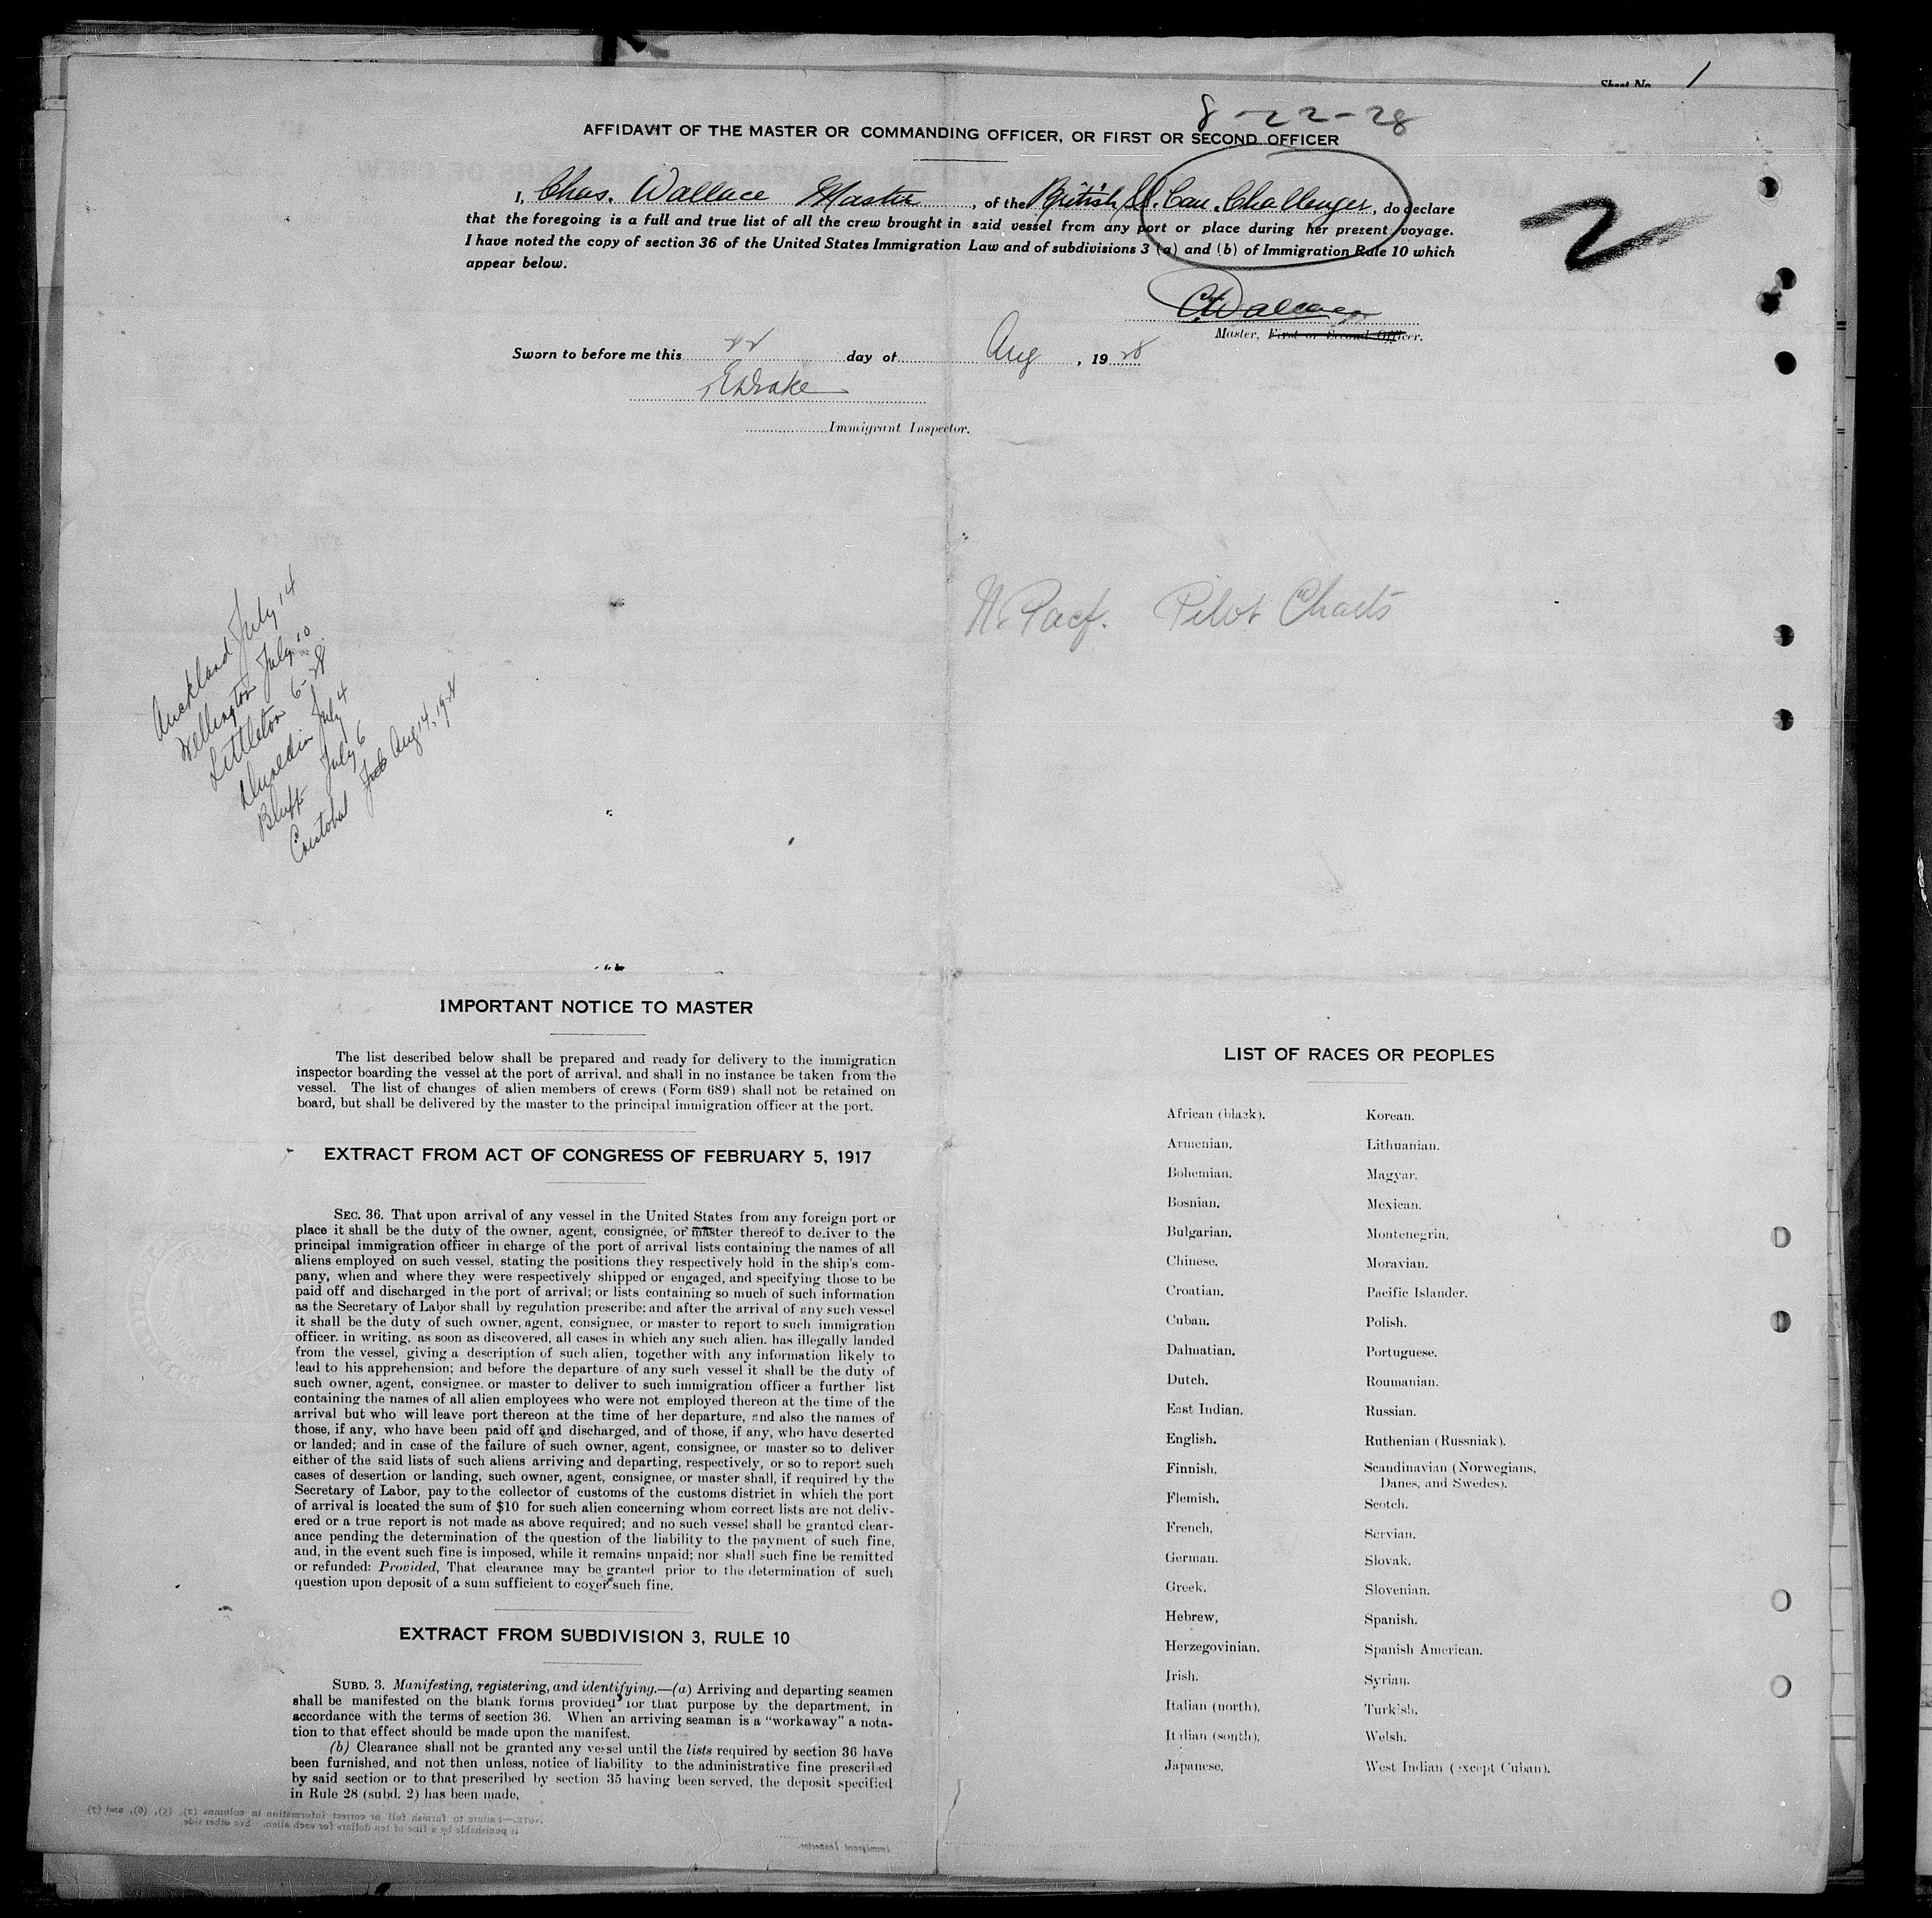 Sheet No. 1
8-22-28
AFFIDAVIT OF THE MASTER OR COMMANDING OFFICER, OR FIRST OR SECOND OFFICER
I, Chas. Wallace Master, of the British SS. Can. Challenger, do declare
that the foregoing is a full and true list of all the crew brought in said vessel from any port or place during her present voyage.
I have noted the copy of section 36 of the United States Immigration Law and of subdivisions 3 (a) and (b) of Immigration Rule 10 which
appear below.
2
C Wallace
Master, First or Second Officer.
Sworn to before me this 22 day of Aug, 1928
Drake
Immigrant Inspector.
N. Pacf. Pilot Charts
Auckland July 14
Wellington July 10
Littleton 6-28
Dunedin July 4
Bluff July 6
Cristobal Aug 14, 1928
IMPORTANT NOTICE TO MASTER
The list described below shall be prepared and ready for delivery to the immigration
inspector boarding the vessel at the port of arrival, and shall in no instance be taken from the
vessel. The list of changes of alien members of crews (Form 689) shall not be retained on
board, but shall be delivered by the master to the principal immigration officer at the port.
EXTRACT FROM ACT OF CONGRESS OF FEBRUARY 5, 1917
SEC. 36. That upon arrival of any vessel in the United States from any foreign port or
place it shall be the duty of the owner, agent, consignee, or master thereof to deliver to the
principal immigration officer in charge of the port of arrival lists containing the names of all
aliens employed on such vessel, stating the positions they respectively hold in the ship's com-
pany, when and where they were respectively shipped or engaged, and specifying those to be
paid off and discharged in the port of arrival; or lists containing so much of such information
as the Secretary of Labor shall by regulation prescribe; and after the arrival of any such vessel
it shall be the duty of such owner, agent, consignee, or master to report to such immigration
officer, in writing, as soon as discovered, all cases in which any such alien has illegally landed
from the vessel, giving a description of such alien, together with any information likely to
lead to his apprehension; and before the departure of any such vessel it shall be the duty of
such owner, agent, consignee, or master to deliver to such immigration officer a further list
containing the names of all alien employees who were not employed thereon at the time of the
arrival but who will leave port thereon at the time of her departure, and also the names of
those, if any, who have been paid off and discharged, and of those, if any, who have deserted
or landed; and in case of the failure of such owner, agent, consignee, or master so to deliver
either of the said lists of such aliens arriving and departing, respectively, or so to report such
cases of desertion or landing, such owner, agent, consignee, or master shall, if required by the
Secretary of Labor, pay to the collector of customs of the customs district in which the port
of arrival is located the sum of $10 for such alien concerning whom correct lists are not deliv-
ered or a true report is not made as above required; and no such vessel shall be granted clear-
ance pending the determination of the question of the liability to the payment of such fine,
and, in the event such fine is imposed, while it remains unpaid; nor shall such fine be remitted
or refunded: Provided, That clearance may be granted prior to the determination of such
question upon deposit of a sum sufficient to cover such fine.
EXTRACT FROM SUBDIVISION 3, RULE 10
SUBD. 3. Manifesting, registering, and identifying.—(a) Arriving and departing seamen
shall be manifested on the blank forms provided for that purpose by the department, in
accordance with the terms of section 36. When an arriving seaman is a "workaway" a nota-
tion to that effect should be made upon the manifest.
(b) Clearance shall not be granted any vessel until the lists required by section 36 have
been furnished, and not then unless, notice of liability to the administrative fine prescribed
by said section or to that prescribed by section 35 having been served, the deposit specified
in Rule 28 (subd. 2) has been made.
LIST OF RACES OR PEOPLES
African (black).
Armenian.
Bohemian.
Bosnian.
Bulgarian.
Chinese.
Croatian.
Cuban.
Dalmatian.
Dutch.
East Indian.
English.
Finnish.
Flemish.
French.
German.
Greek.
Hebrew.
Herzegovinian.
Irish.
Italian (north).
Italian (south).
Japanese.
Korean.
Lithuanian.
Magyar.
Mexican.
Montenegrin.
Moravian.
Pacific Islander.
Polish.
Portuguese.
Roumanian.
Russian.
Ruthenian (Russniak).
Scandinavian (Norwegians,
Danes, and Swedes).
Scotch.
Servian.
Slovak.
Slovenian.
Spanish.
Spanish American.
Syrian.
Turkish.
Welsh.
West Indian (except Cuban).